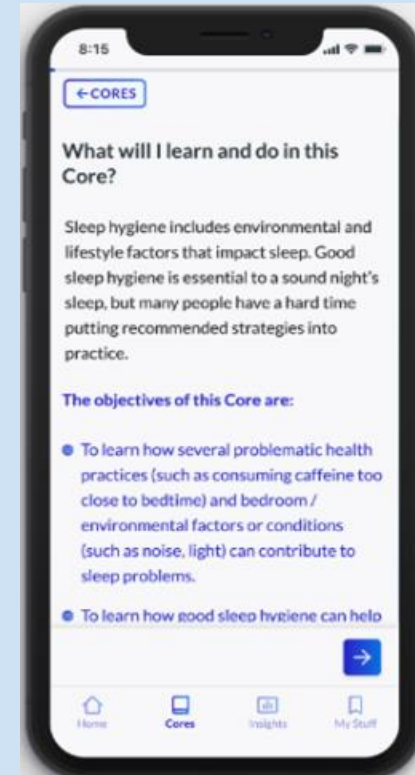 8:15
←CORES
What will I learn and do in this
Core?
Sleep hygiene includes environmental and
lifestyle factors that impact sleep. Good
sleep hygiene is essential to a sound night's
sleep, but many people have a hard time
putting recommended strategies into
practice.
The objectives of this Core are:
To learn how several problematic health
practices (such as consuming caffeine too
close to bedtime) and bedroom /
environmental factors or conditions
(such as noise, light) can contribute to
sleep problems.
To learn how good sleep hygiene can help
Home Cores Insights My Stuff